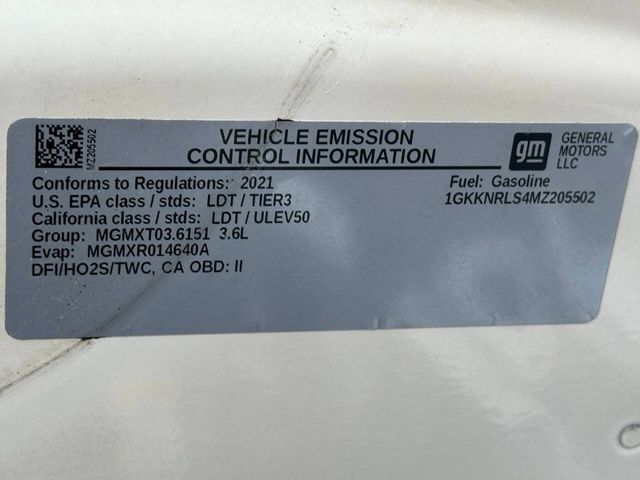 MZ205502
VEHICLE EMISSION
CONTROL INFORMATION
gm
GENERAL
MOTORS
LLC
Conforms to Regulations: 2021
U.S. EPA class / stds: LDT / TIER3
California class / stds: LDT / ULEV50
Group: MGMXT03.6151 3.6L
Evap: MGMXR014640A
DFI/HO2S/TWC, CA OBD: II
Fuel: Gasoline
1GKKNRLS4MZ205502